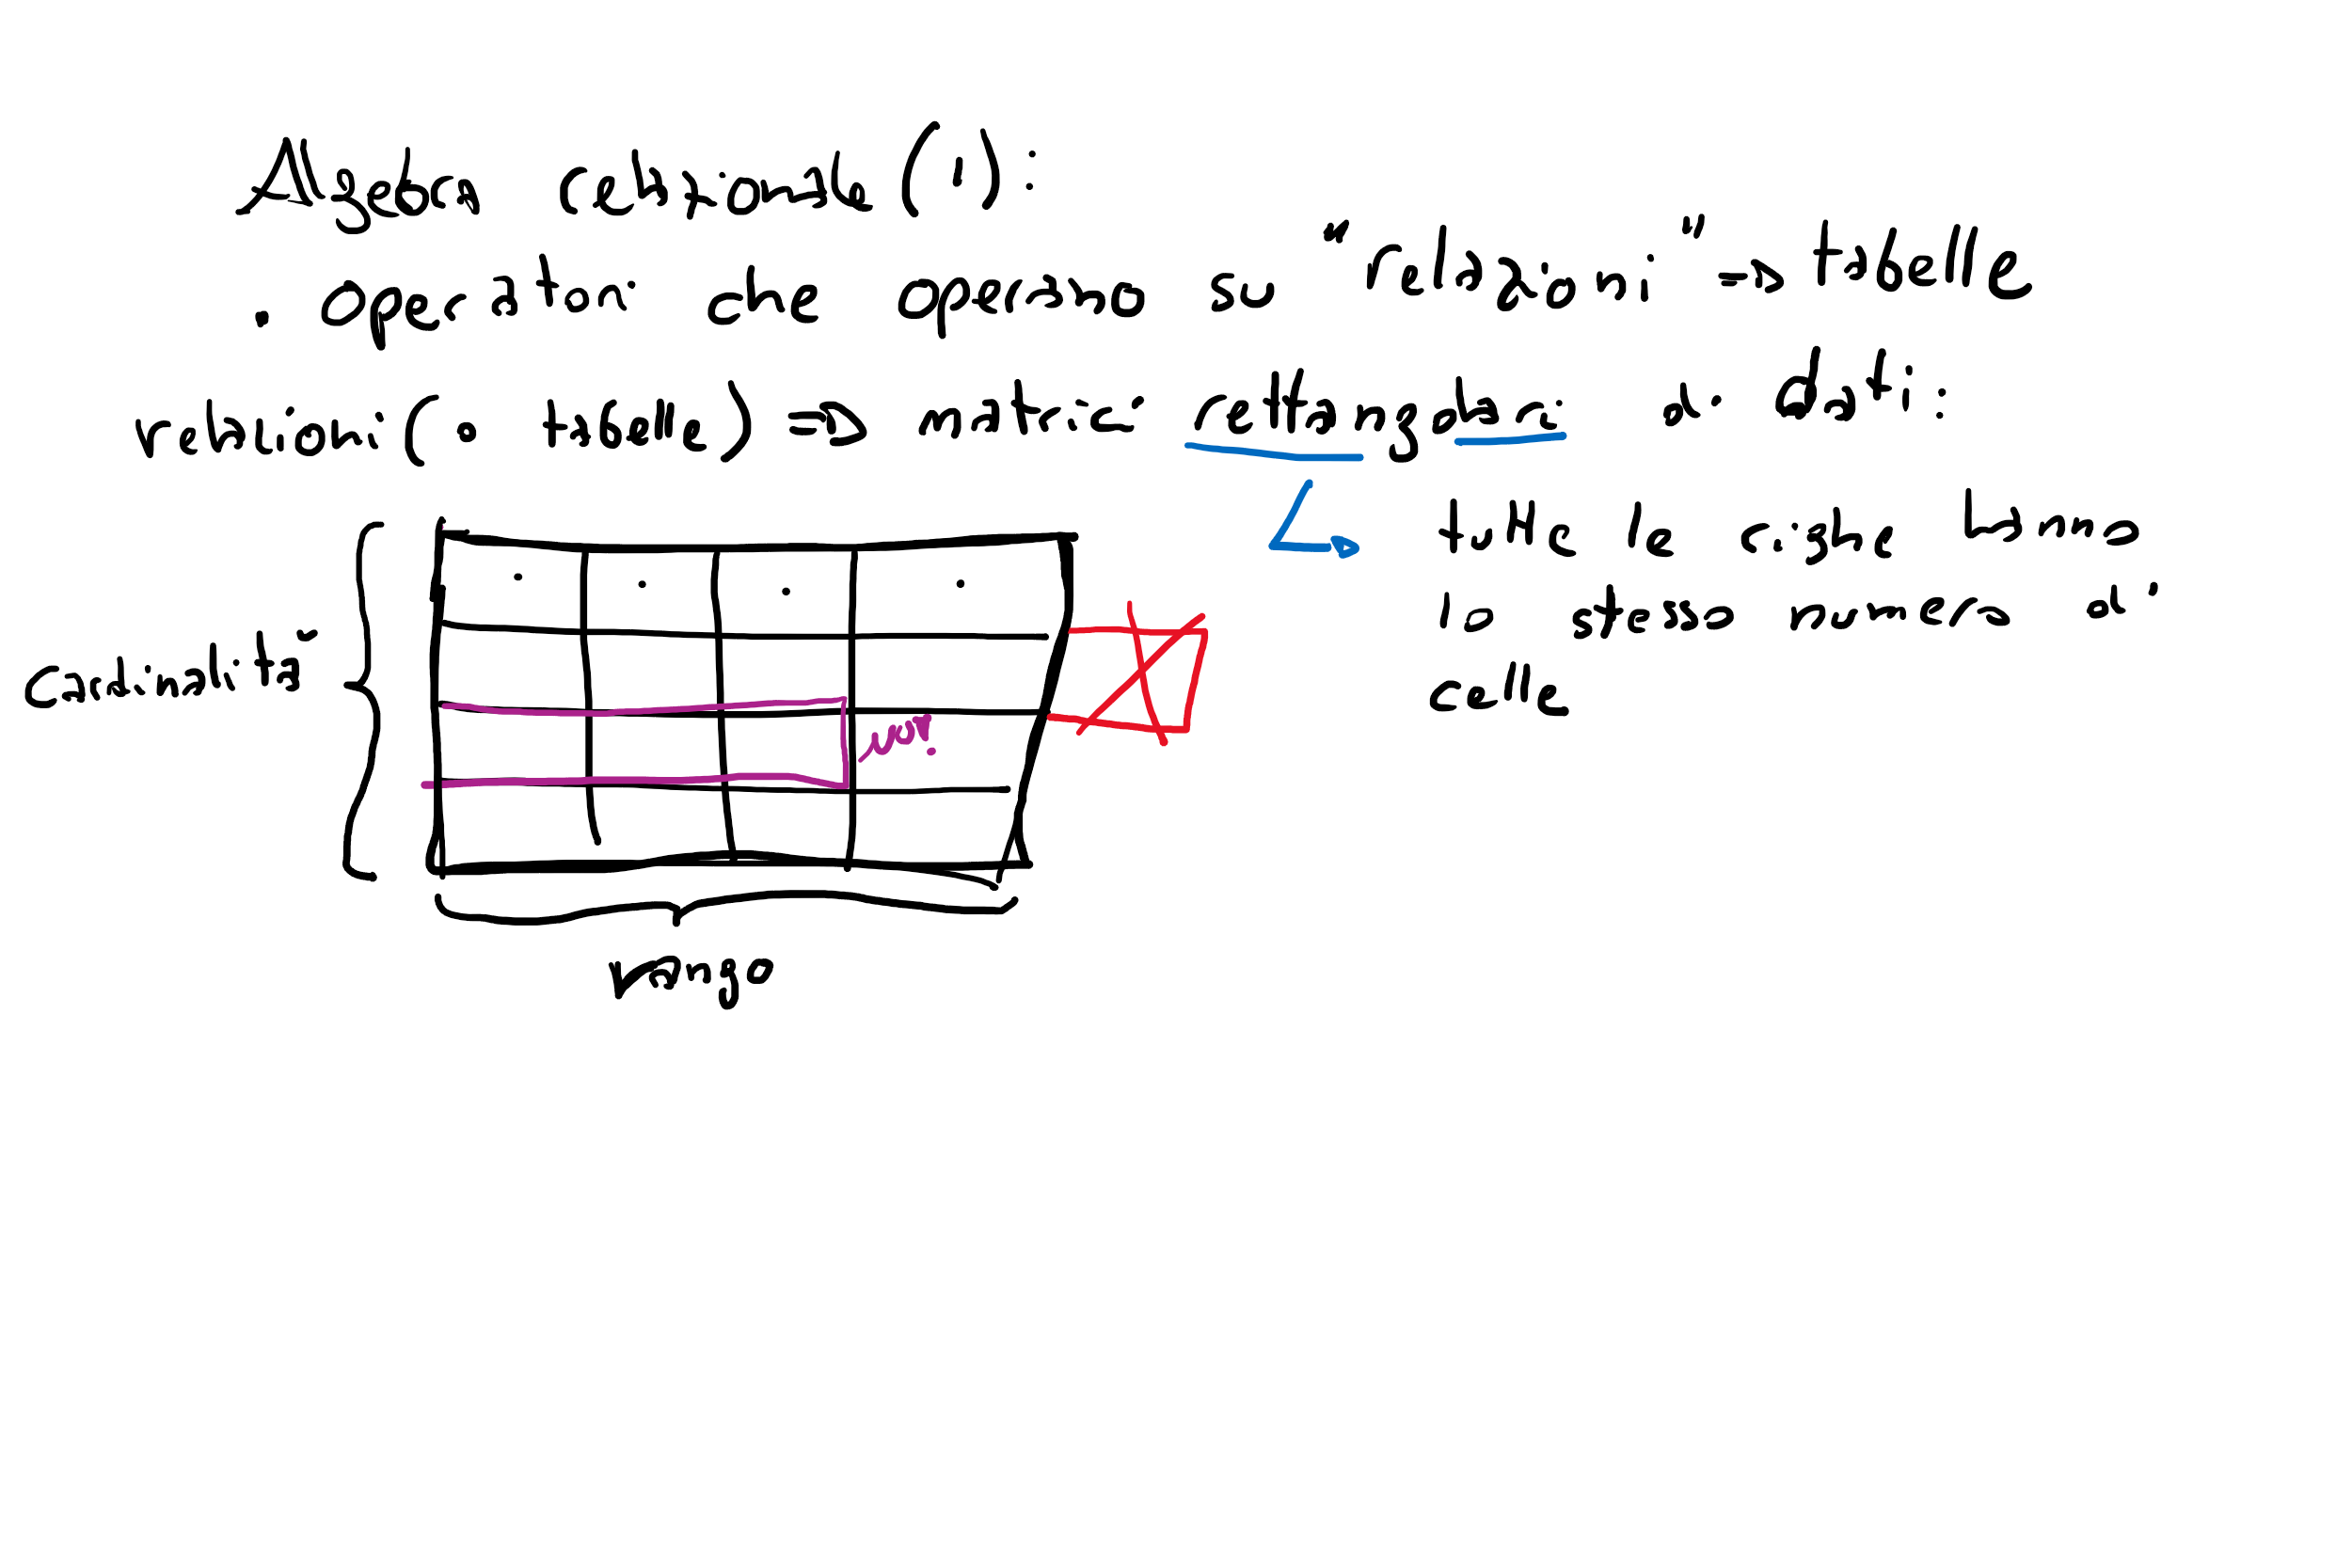 Algebra relazionale (1):
. operatori che operano su "relazioni" => tabelle
relazioni (o tabelle) => matrici rettangolari di dati:
tutte le righe hanno
lo stesso numero di
celle
Cardinalità
rango